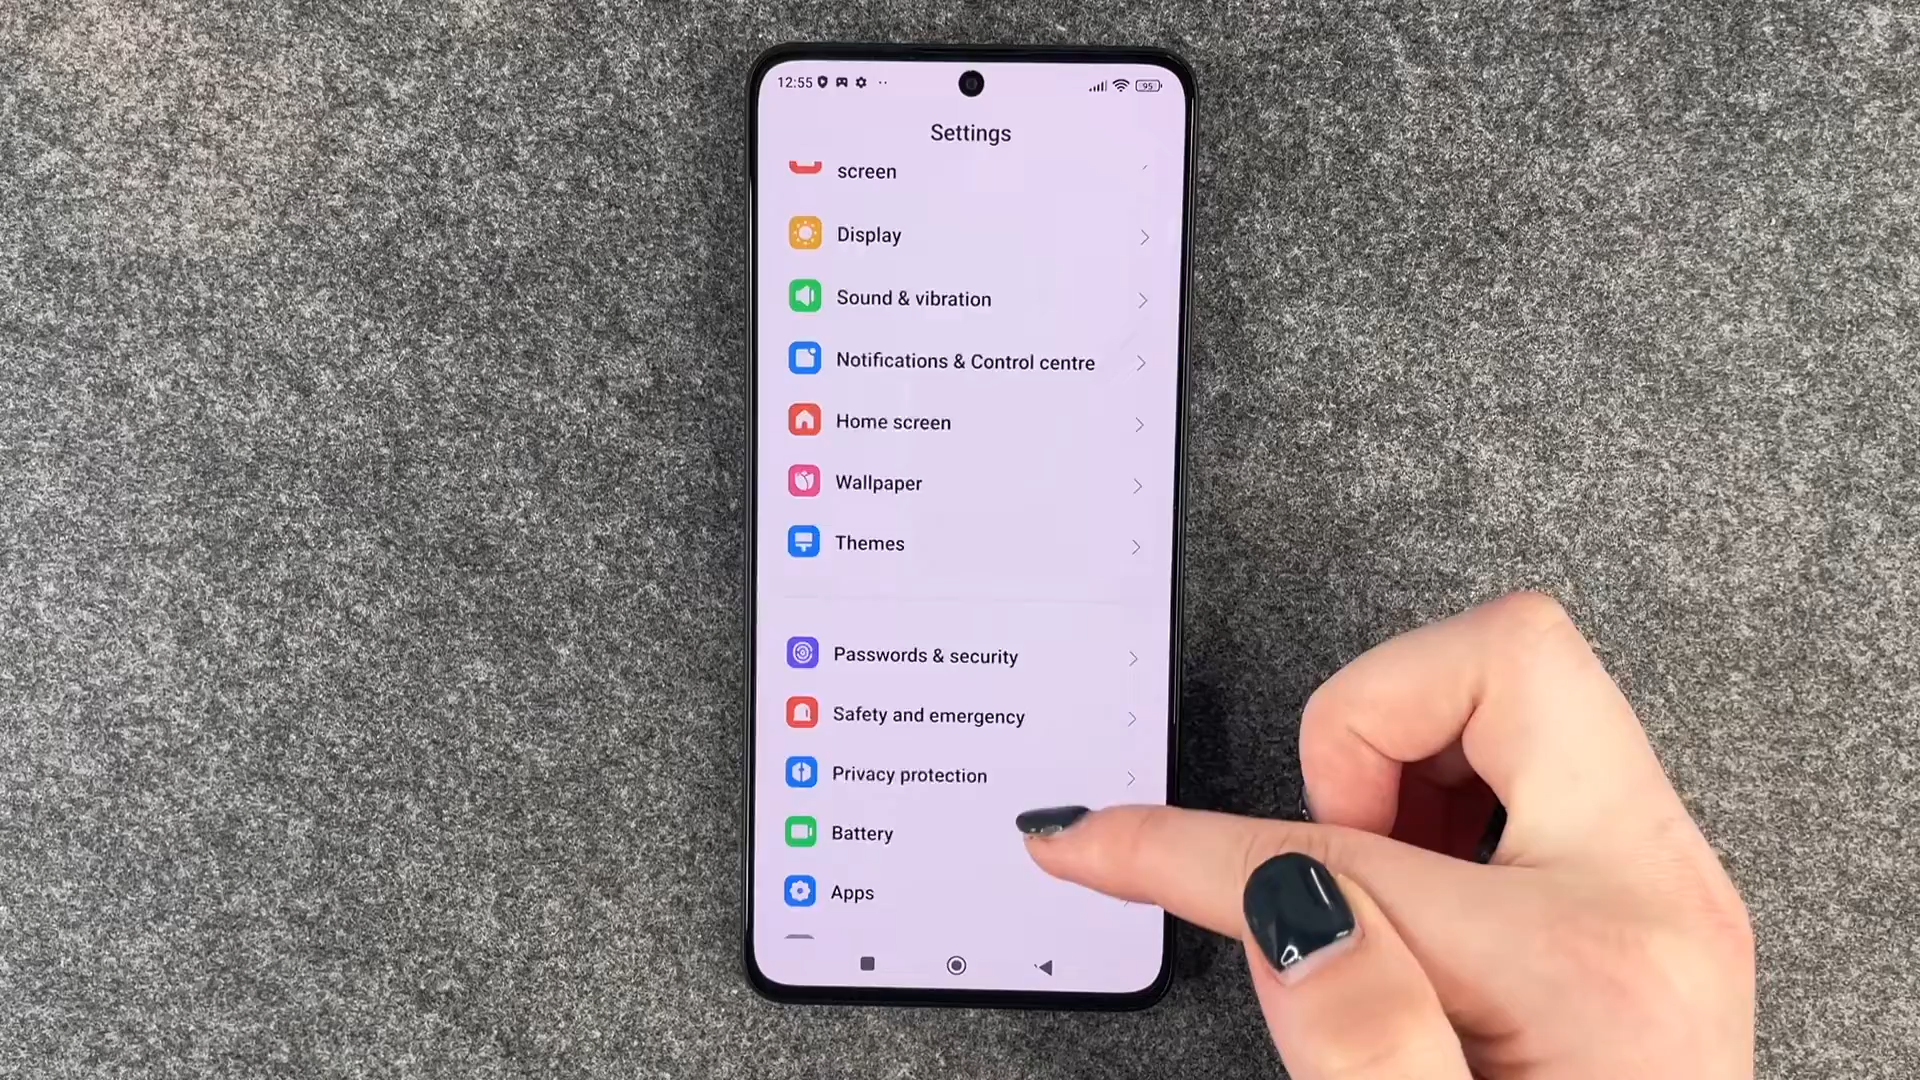 12:55
95
Settings
screen
Display
Sound & vibration
Notifications & Control centre
Home screen
Wallpaper
Themes
Passwords & security
Safety and emergency
Privacy protection
Battery
Apps